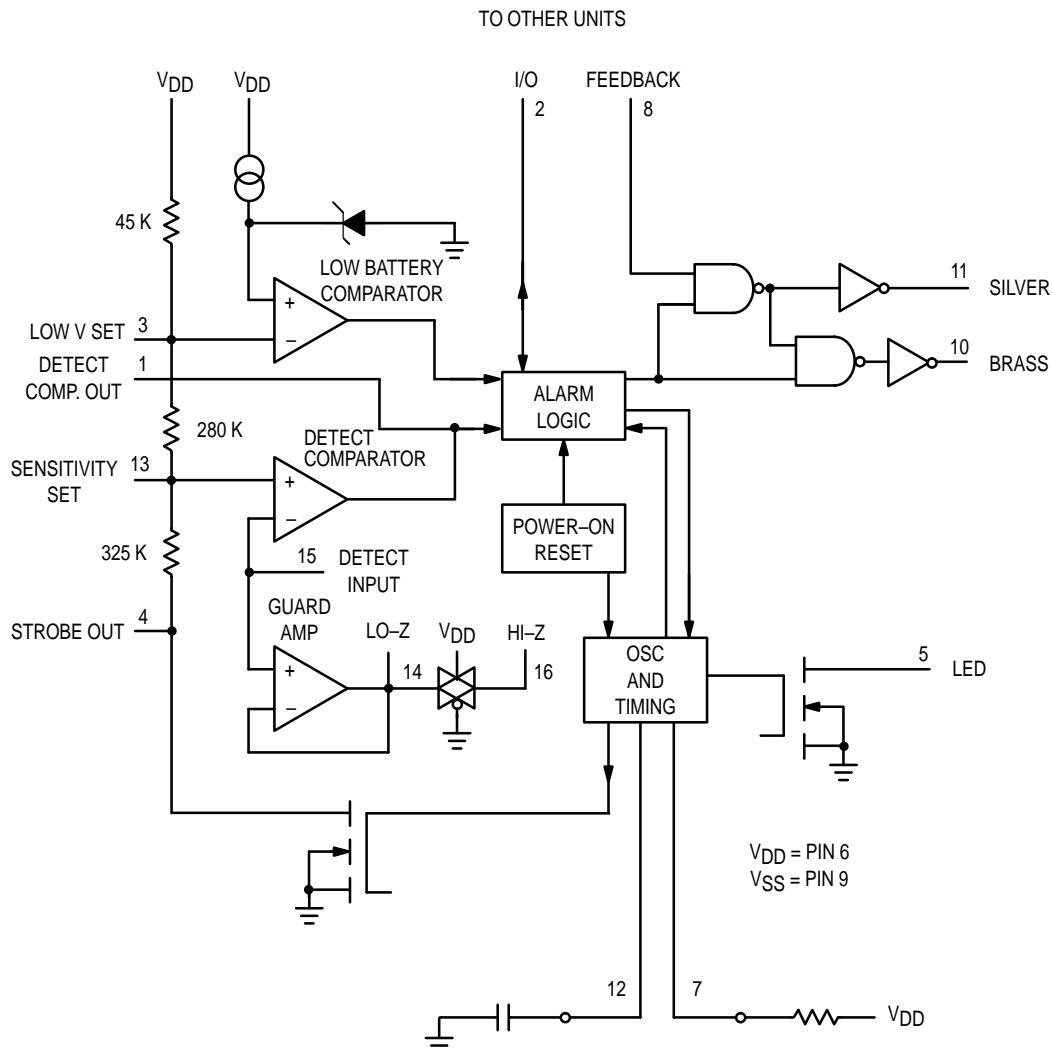 TO OTHER UNITS
VDD
VDD
I/O
2
FEEDBACK
8
45 K
LOW BATTERY
COMPARATOR
11
SILVER
LOW V SET
3
+
–
DETECT
COMP. OUT
1
10
BRASS
ALARM
LOGIC
280 K
DETECT
COMPARATOR
SENSITIVITY
SET
13
+
–
POWER–ON
RESET
325 K
15
DETECT
INPUT
STROBE OUT
4
GUARD
AMP
LO–Z
VDD
HI–Z
+
–
14
16
OSC
AND
TIMING
5
LED
VDD = PIN 6
VSS = PIN 9
12
7
VDD